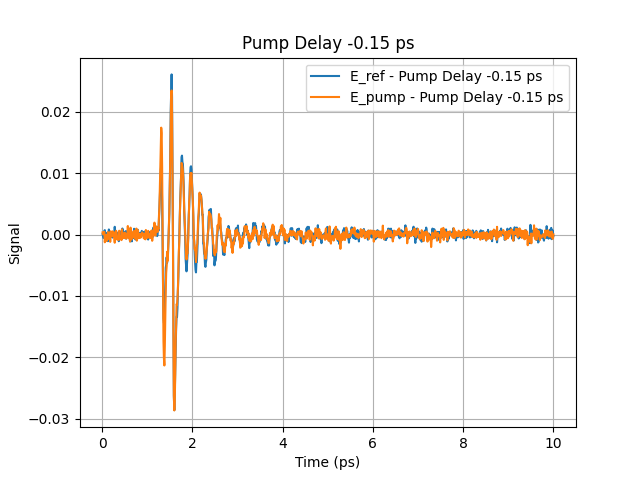 Pump Delay -0.15 ps
E_ref - Pump Delay -0.15 ps
E_pump - Pump Delay -0.15 ps
0.02
0.01
0.00
−0.01
−0.02
−0.03
Signal
0
2
4
6
8
10
Time (ps)